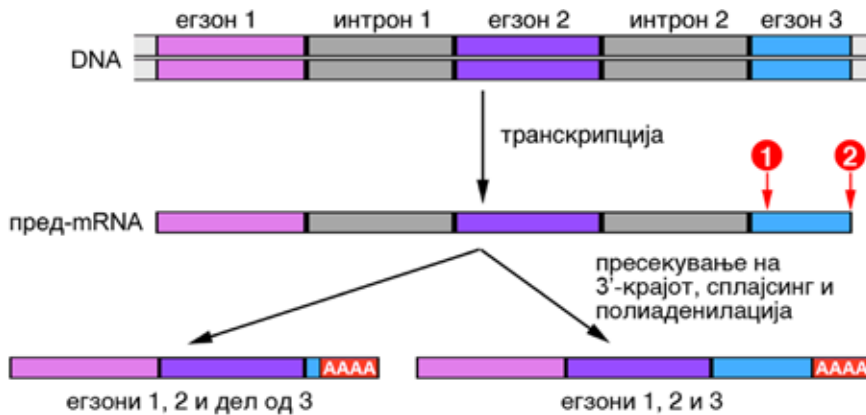 егзон 1 интрон 1 егзон 2 интрон 2 егзон 3
DNA
транскрипција
1 2
пред-mRNA
пресекување на
3'-крајот, сплајсинг и
полиаденилација
AAAA AAAA
егзони 1, 2 и дел од 3 егзони 1, 2 и 3